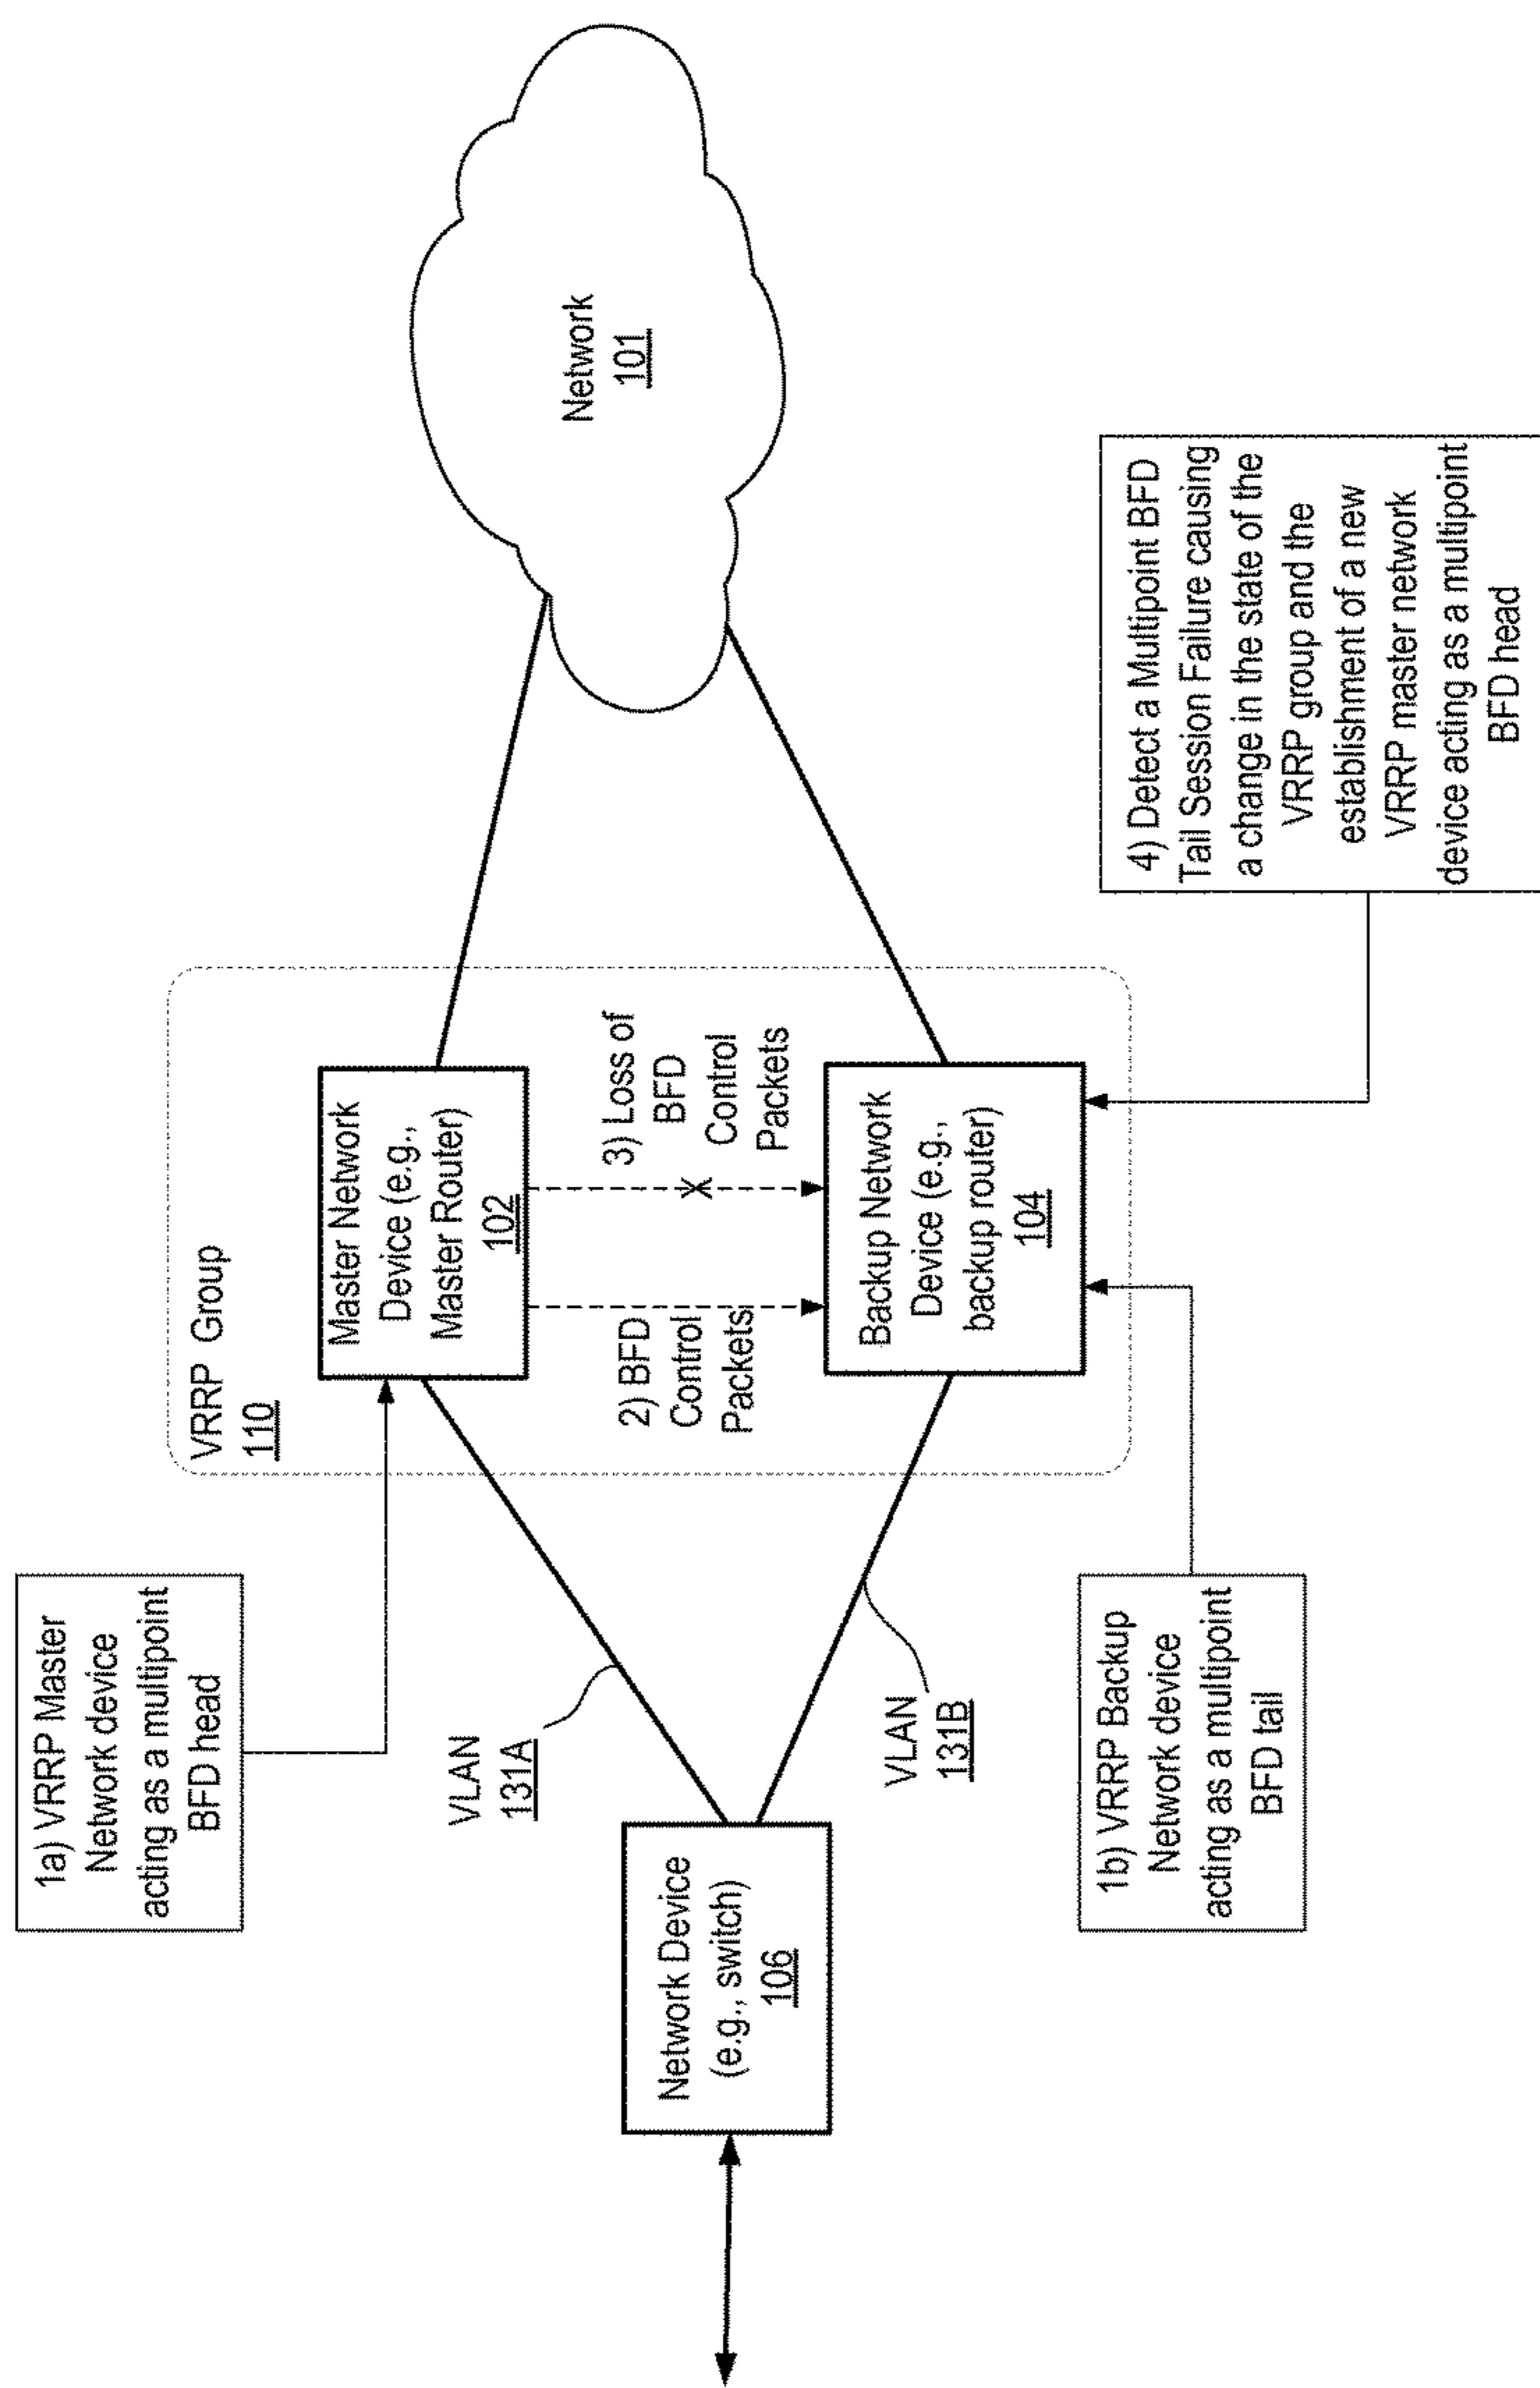 1a) VRRP Master
Network device
acting as a multipoint
BFD head
VRRP Group
110
Master Network
Device (e.g.,
Master Router)
102
Network
101
VLAN
131A
2) BFD
Control
Packets
3) Loss of
BFD
Control
Packets
Network Device
(e.g., switch)
106
VLAN
131B
Backup Network
Device (e.g.,
backup router)
104
1b) VRRP Backup
Network device
acting as a multipoint
BFD tail
4) Detect a Multipoint BFD
Tail Session Failure causing
a change in the state of the
VRRP group and the
establishment of a new
VRRP master network
device acting as a multipoint
BFD head